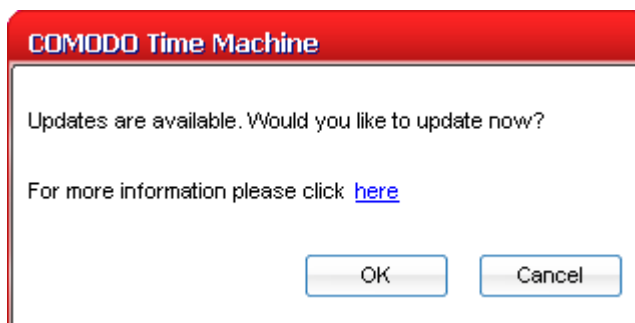 COMODO Time Machine
Updates are available. Would you like to update now?
For more information please click here
OK Cancel